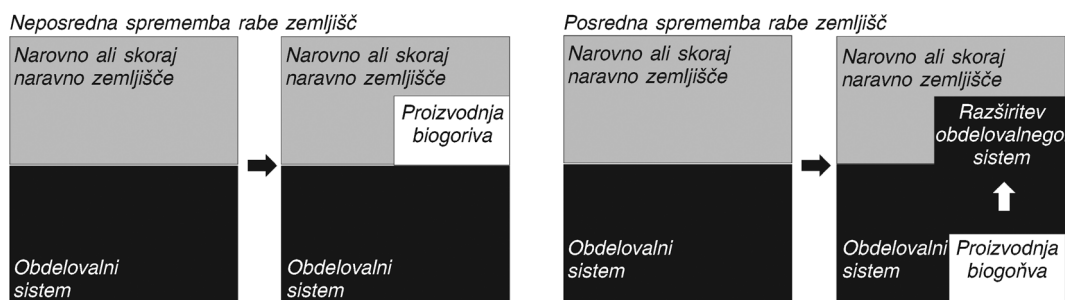 Neposredna sprememba rabe zemljišč
Narovno ali skoraj
naravno zemljišče
Obdelovalni
sistem
Narovno ali skoraj
naravno zemljišče
Proizvodnja
biogoriva
Obdelovalni
sistem
Posredna sprememba rabe zemljišč
Narovno ali skoraj
naravno zemljišče
Obdelovalni
sistem
Narovno ali skoraj
naravno zemljišče
Razširitev
obdelovalnego
sistem
Obdelovalni
sistem
Proizvodnja
biogoňva